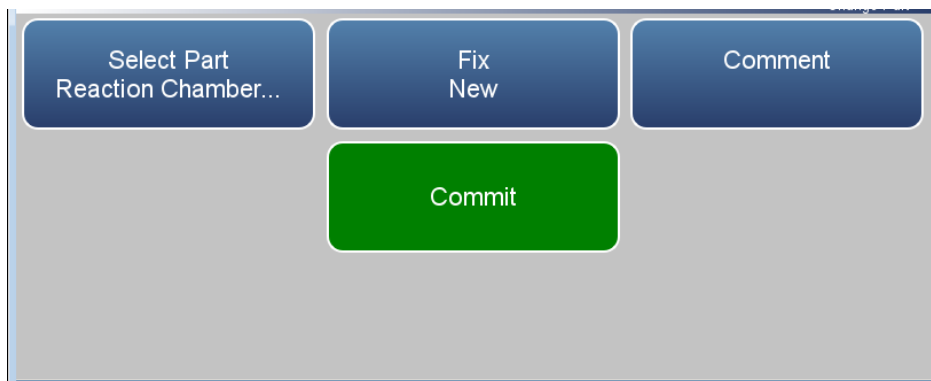 Select Part
Reaction Chamber...
Fix
New
Comment
Commit